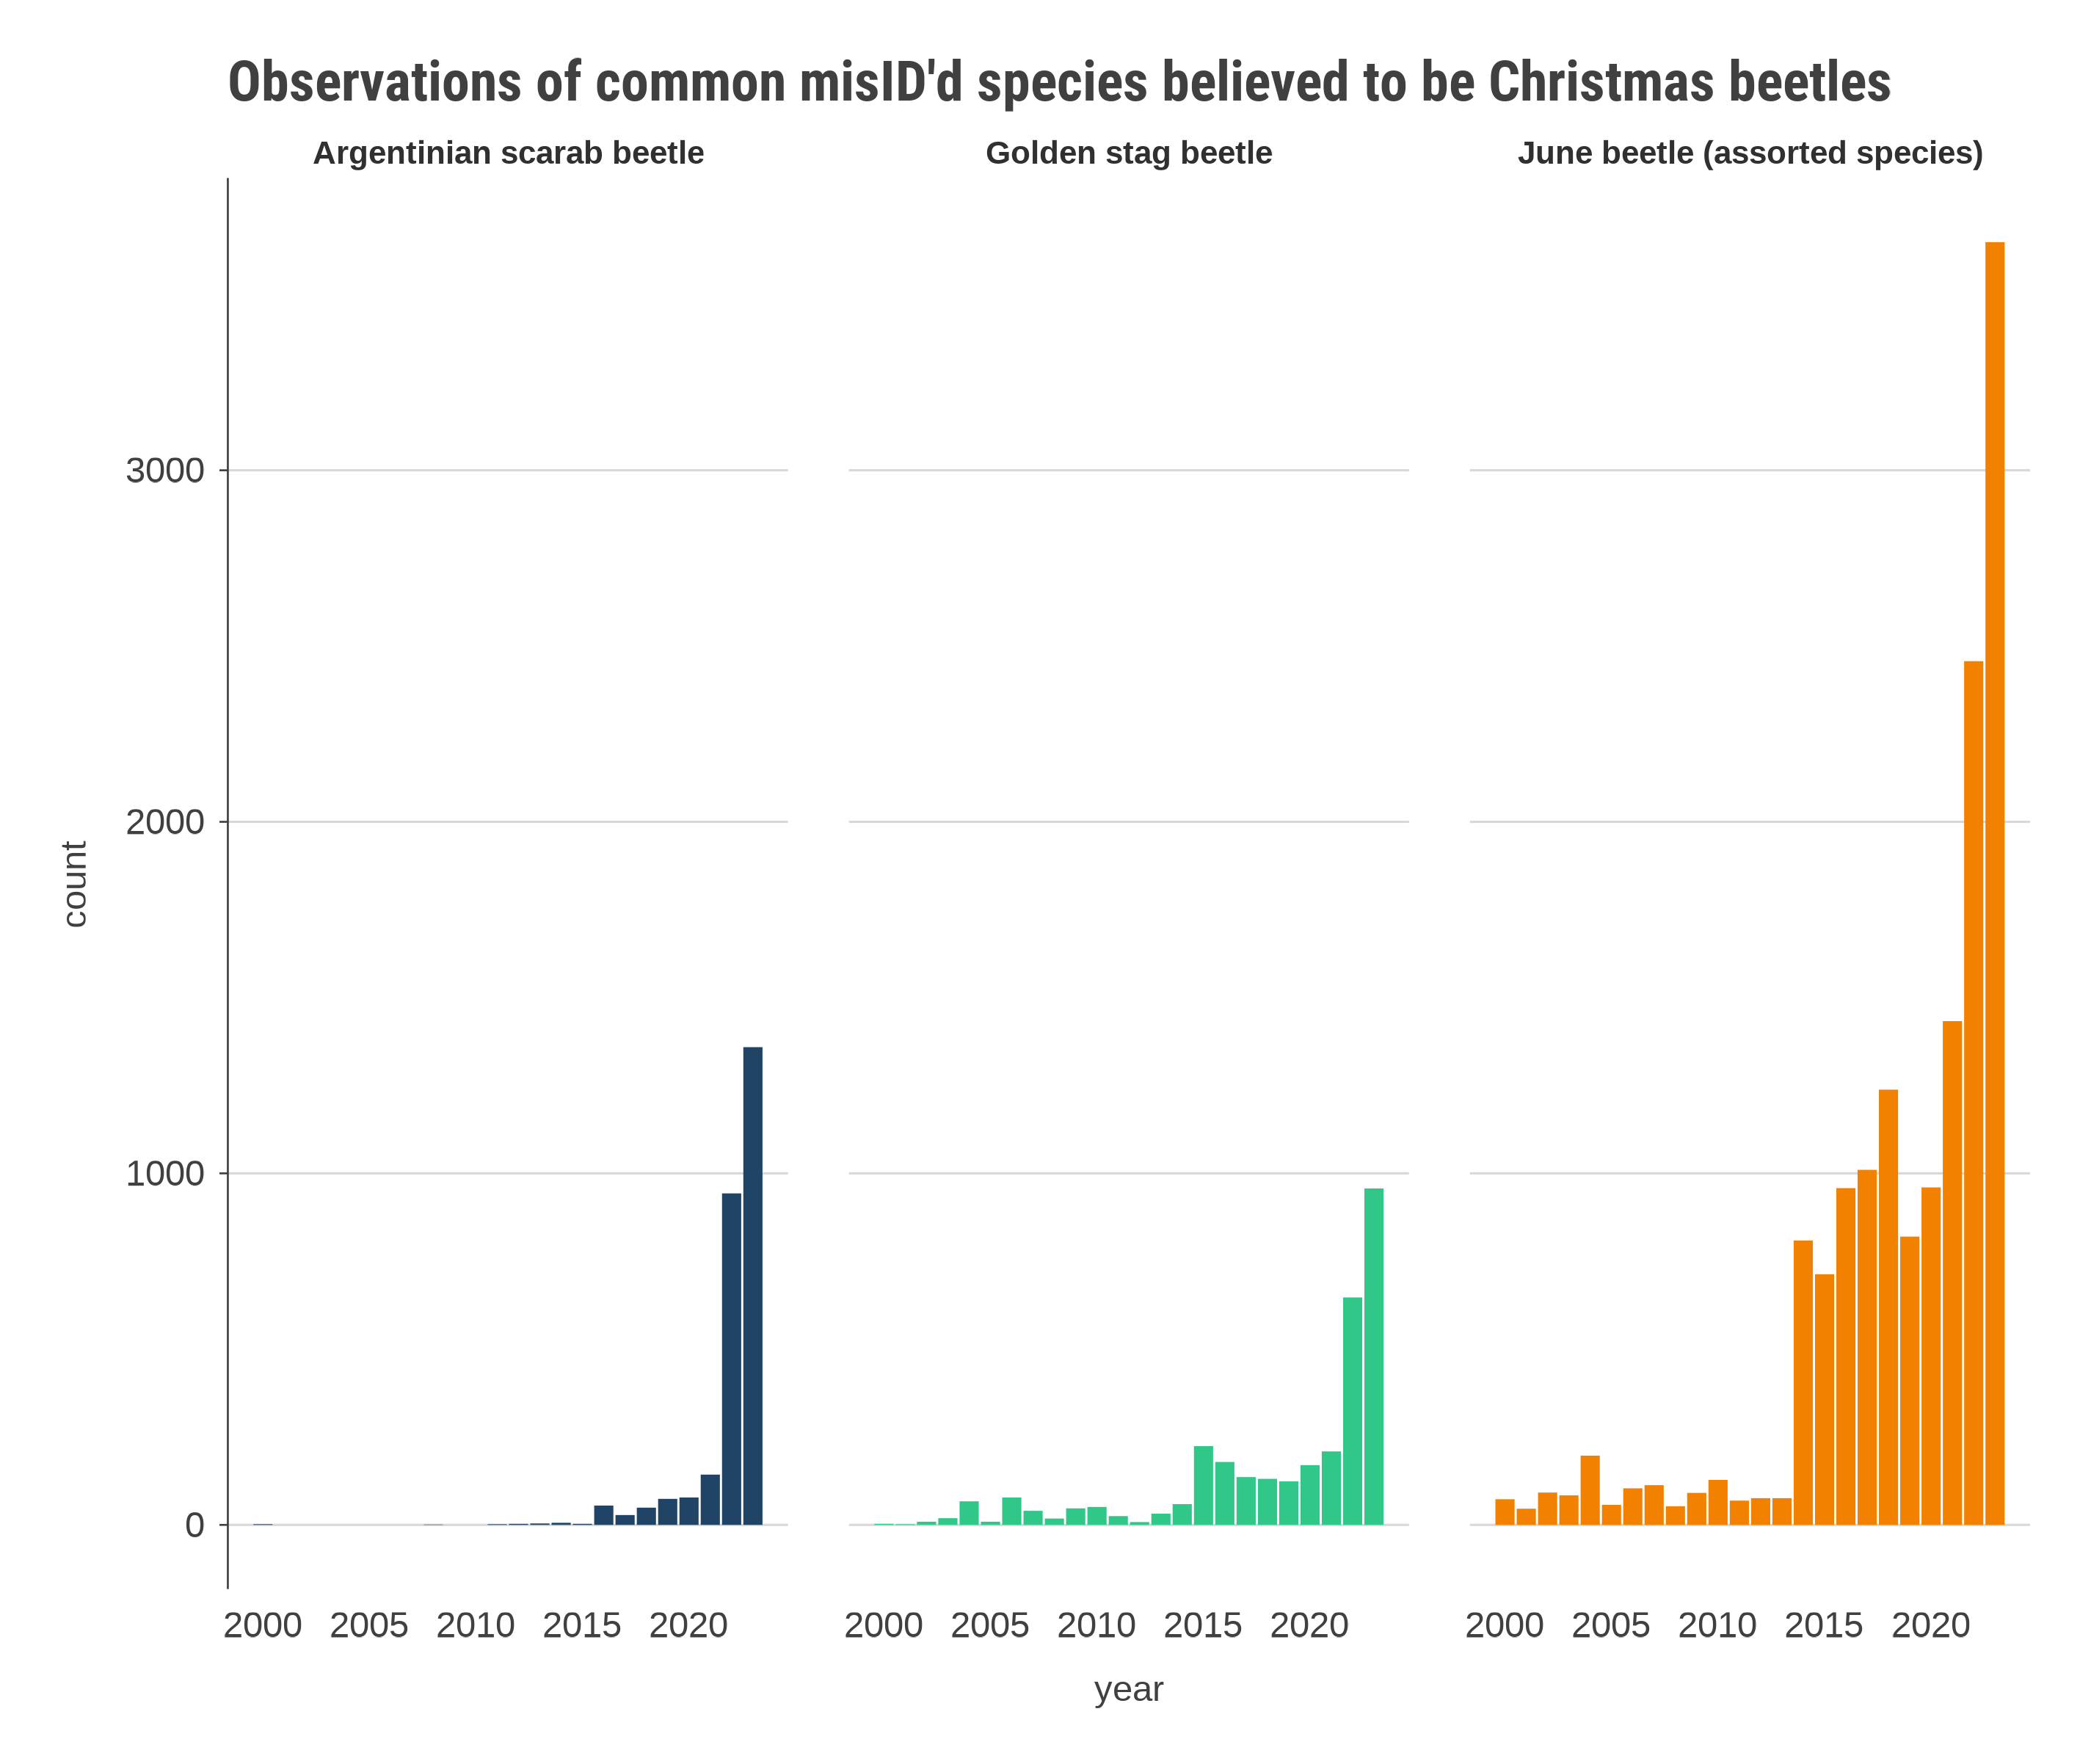 Observations of common misID'd species believed to be Christmas beetles
Argentinian scarab beetle
Golden stag beetle
June beetle (assorted species)
3000
2000
1000
0
count
2000 2005 2010 2015 2020
2000 2005 2010 2015 2020
2000 2005 2010 2015 2020
year